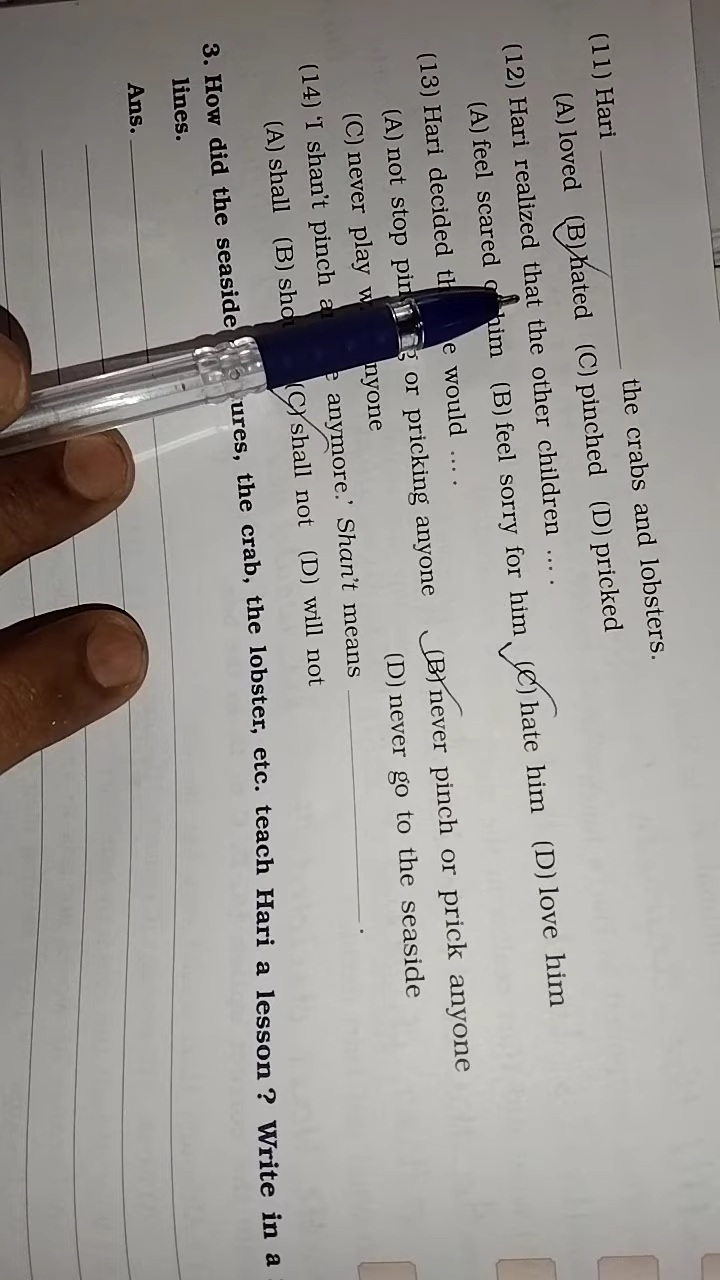 (11) Hari ____________ the crabs and lobsters.
(A) loved (B) hated (C) pinched (D) pricked
(12) Hari realized that the other children .... .
(A) feel scared him (B) feel sorry for him (C) hate him (D) love him
(13) Hari decided would .... .
(A) not stop or pricking anyone (B) never pinch or prick anyone
(C) never play (D) never go to the seaside
(14) 'I shan't pinch anymore.' Shan't means ____________ .
(A) shall (B) (C) shall not (D) will not
3. How did the seaside the crab, the lobster, etc. teach Hari a lesson ? Write in a
lines.
Ans.